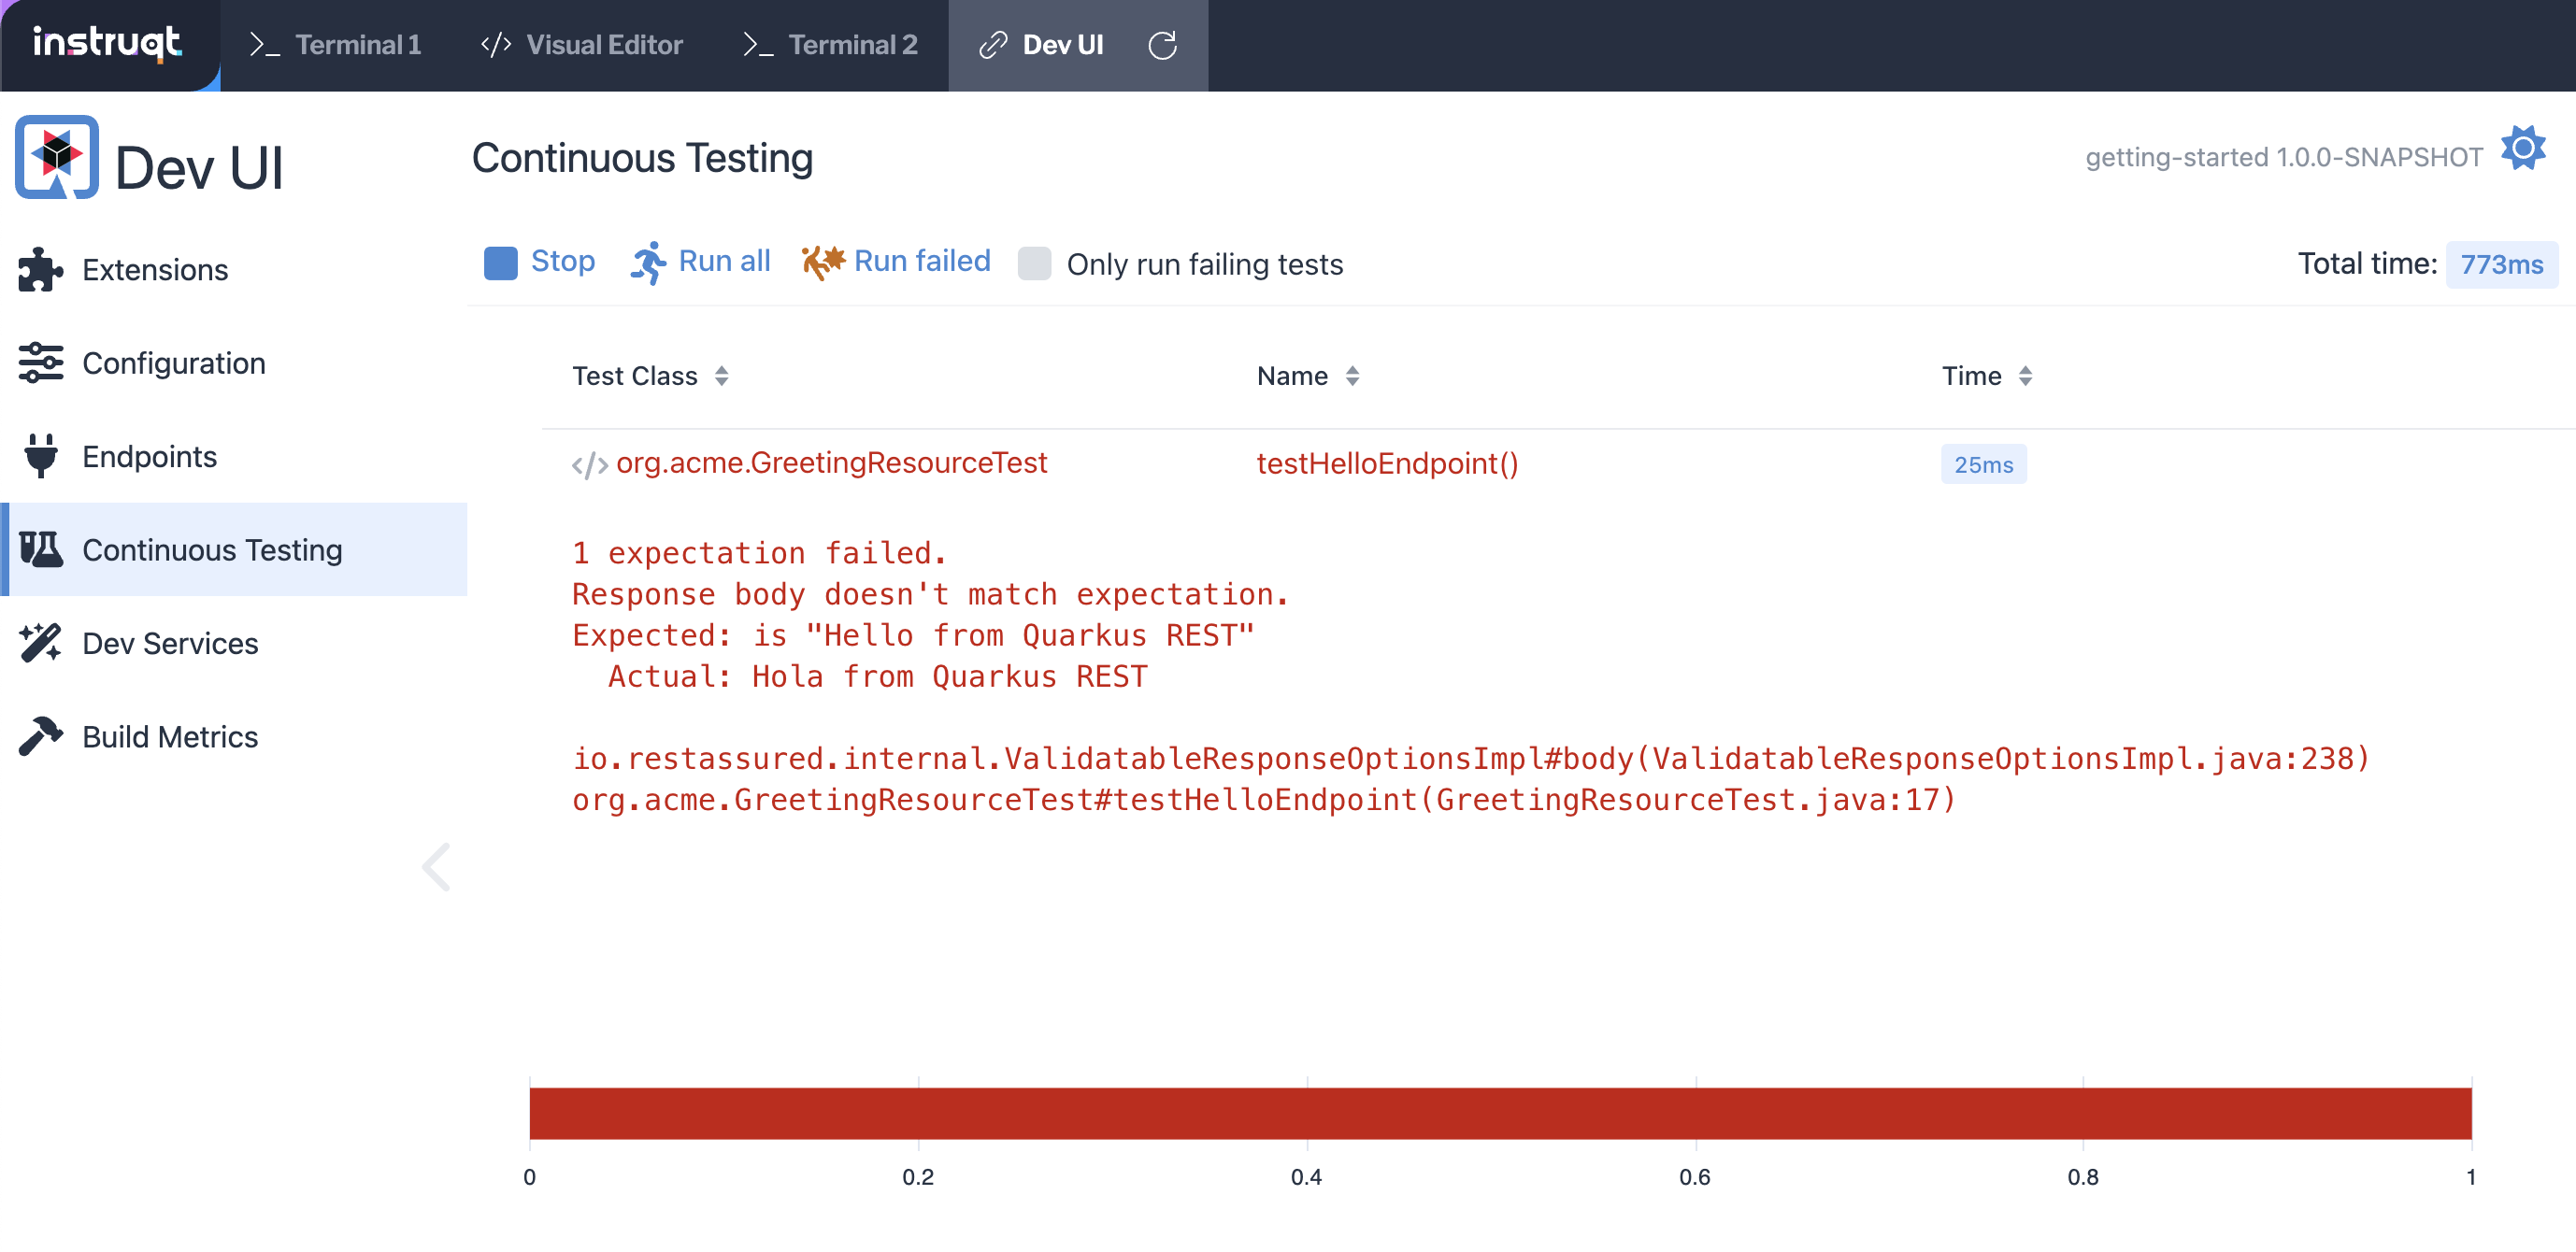 instruqt
Terminal 1
Visual Editor
Terminal 2
Dev UI
Dev UI
Continuous Testing
getting-started 1.0.0-SNAPSHOT
Extensions
Configuration
Endpoints
Continuous Testing
Dev Services
Build Metrics
Stop
Run all
Run failed
Only run failing tests
Total time: 773ms
Test Class
Name
Time
org.acme.GreetingResourceTest
testHelloEndpoint()
25ms
1 expectation failed.
Response body doesn't match expectation.
Expected: is "Hello from Quarkus REST"
Actual: Hola from Quarkus REST
io.restassured.internal.ValidatableResponseOptionsImpl#body(ValidatableResponseOptionsImpl.java:238)
org.acme.GreetingResourceTest#testHelloEndpoint(GreetingResourceTest.java:17)
0
0.2
0.4
0.6
0.8
1